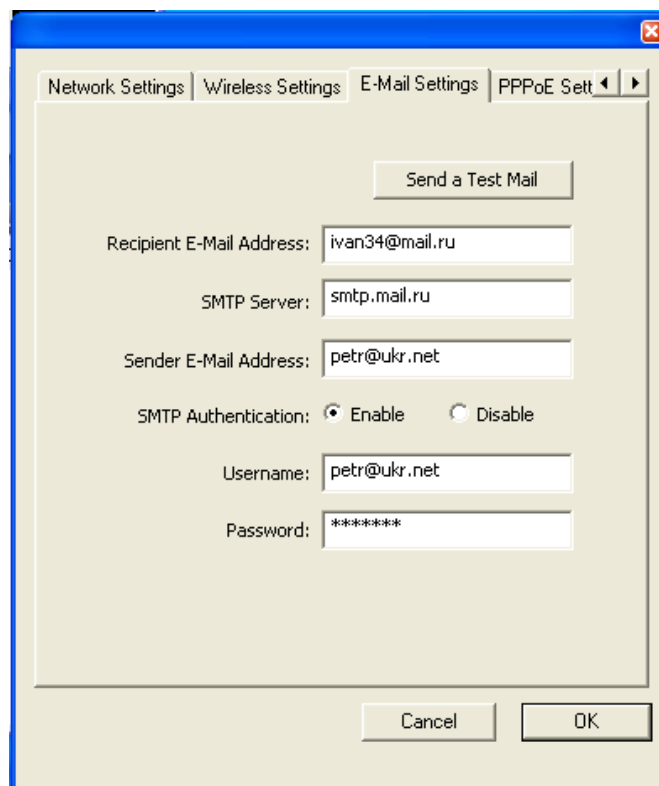 Network Settings Wireless Settings E-Mail Settings PPPoE Sett
Send a Test Mail
Recipient E-Mail Address: ivan34@mail.ru
SMTP Server: smtp.mail.ru
Sender E-Mail Address: petr@ukr.net
SMTP Authentication: Enable Disable
Username: petr@ukr.net
Password: *******
Cancel OK